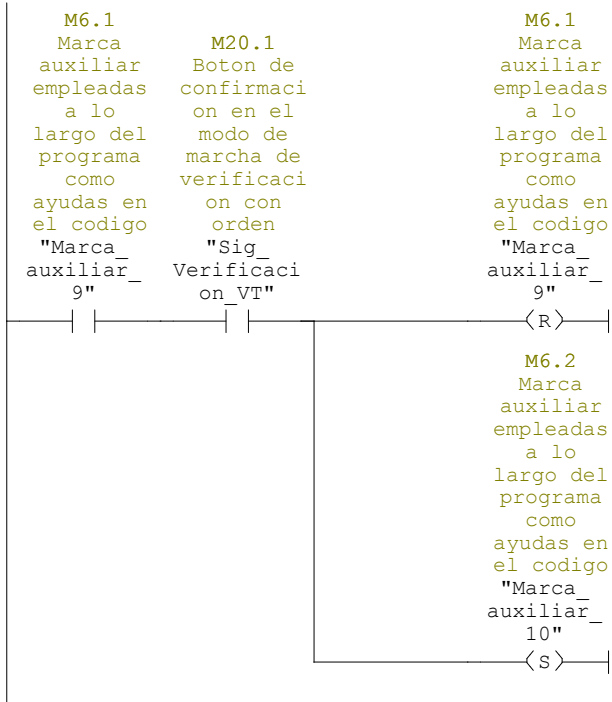 M6.1
Marca
auxiliar
empleadas
a lo
largo del
programa
como
ayudas en
el codigo
"Marca_
auxiliar_
9"
M20.1
Boton de
confirmaci
on en el
modo de
marcha de
verificaci
on con
orden
"Sig_
Verificaci
on_VT"
M6.1
Marca
auxiliar
empleadas
a lo
largo del
programa
como
ayudas en
el codigo
"Marca_
auxiliar_
9"
R
M6.2
Marca
auxiliar
empleadas
a lo
largo del
programa
como
ayudas en
el codigo
"Marca_
auxiliar_
10"
S